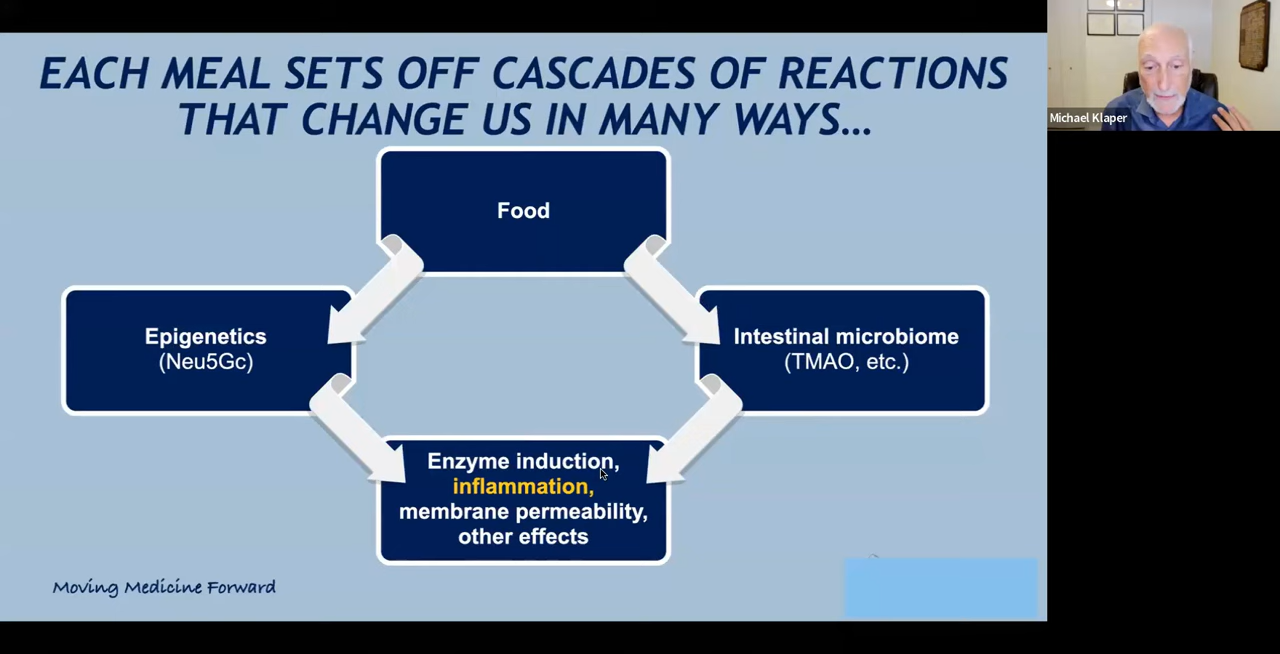 EACH MEAL SETS OFF CASCADES OF REACTIONS
THAT CHANGE US IN MANY WAYS...
Food
Epigenetics
(Neu5Gc)
Intestinal microbiome
(TMAO, etc.)
Enzyme induction,
inflammation,
membrane permeability,
other effects
Moving Medicine Forward
Michael Klaper